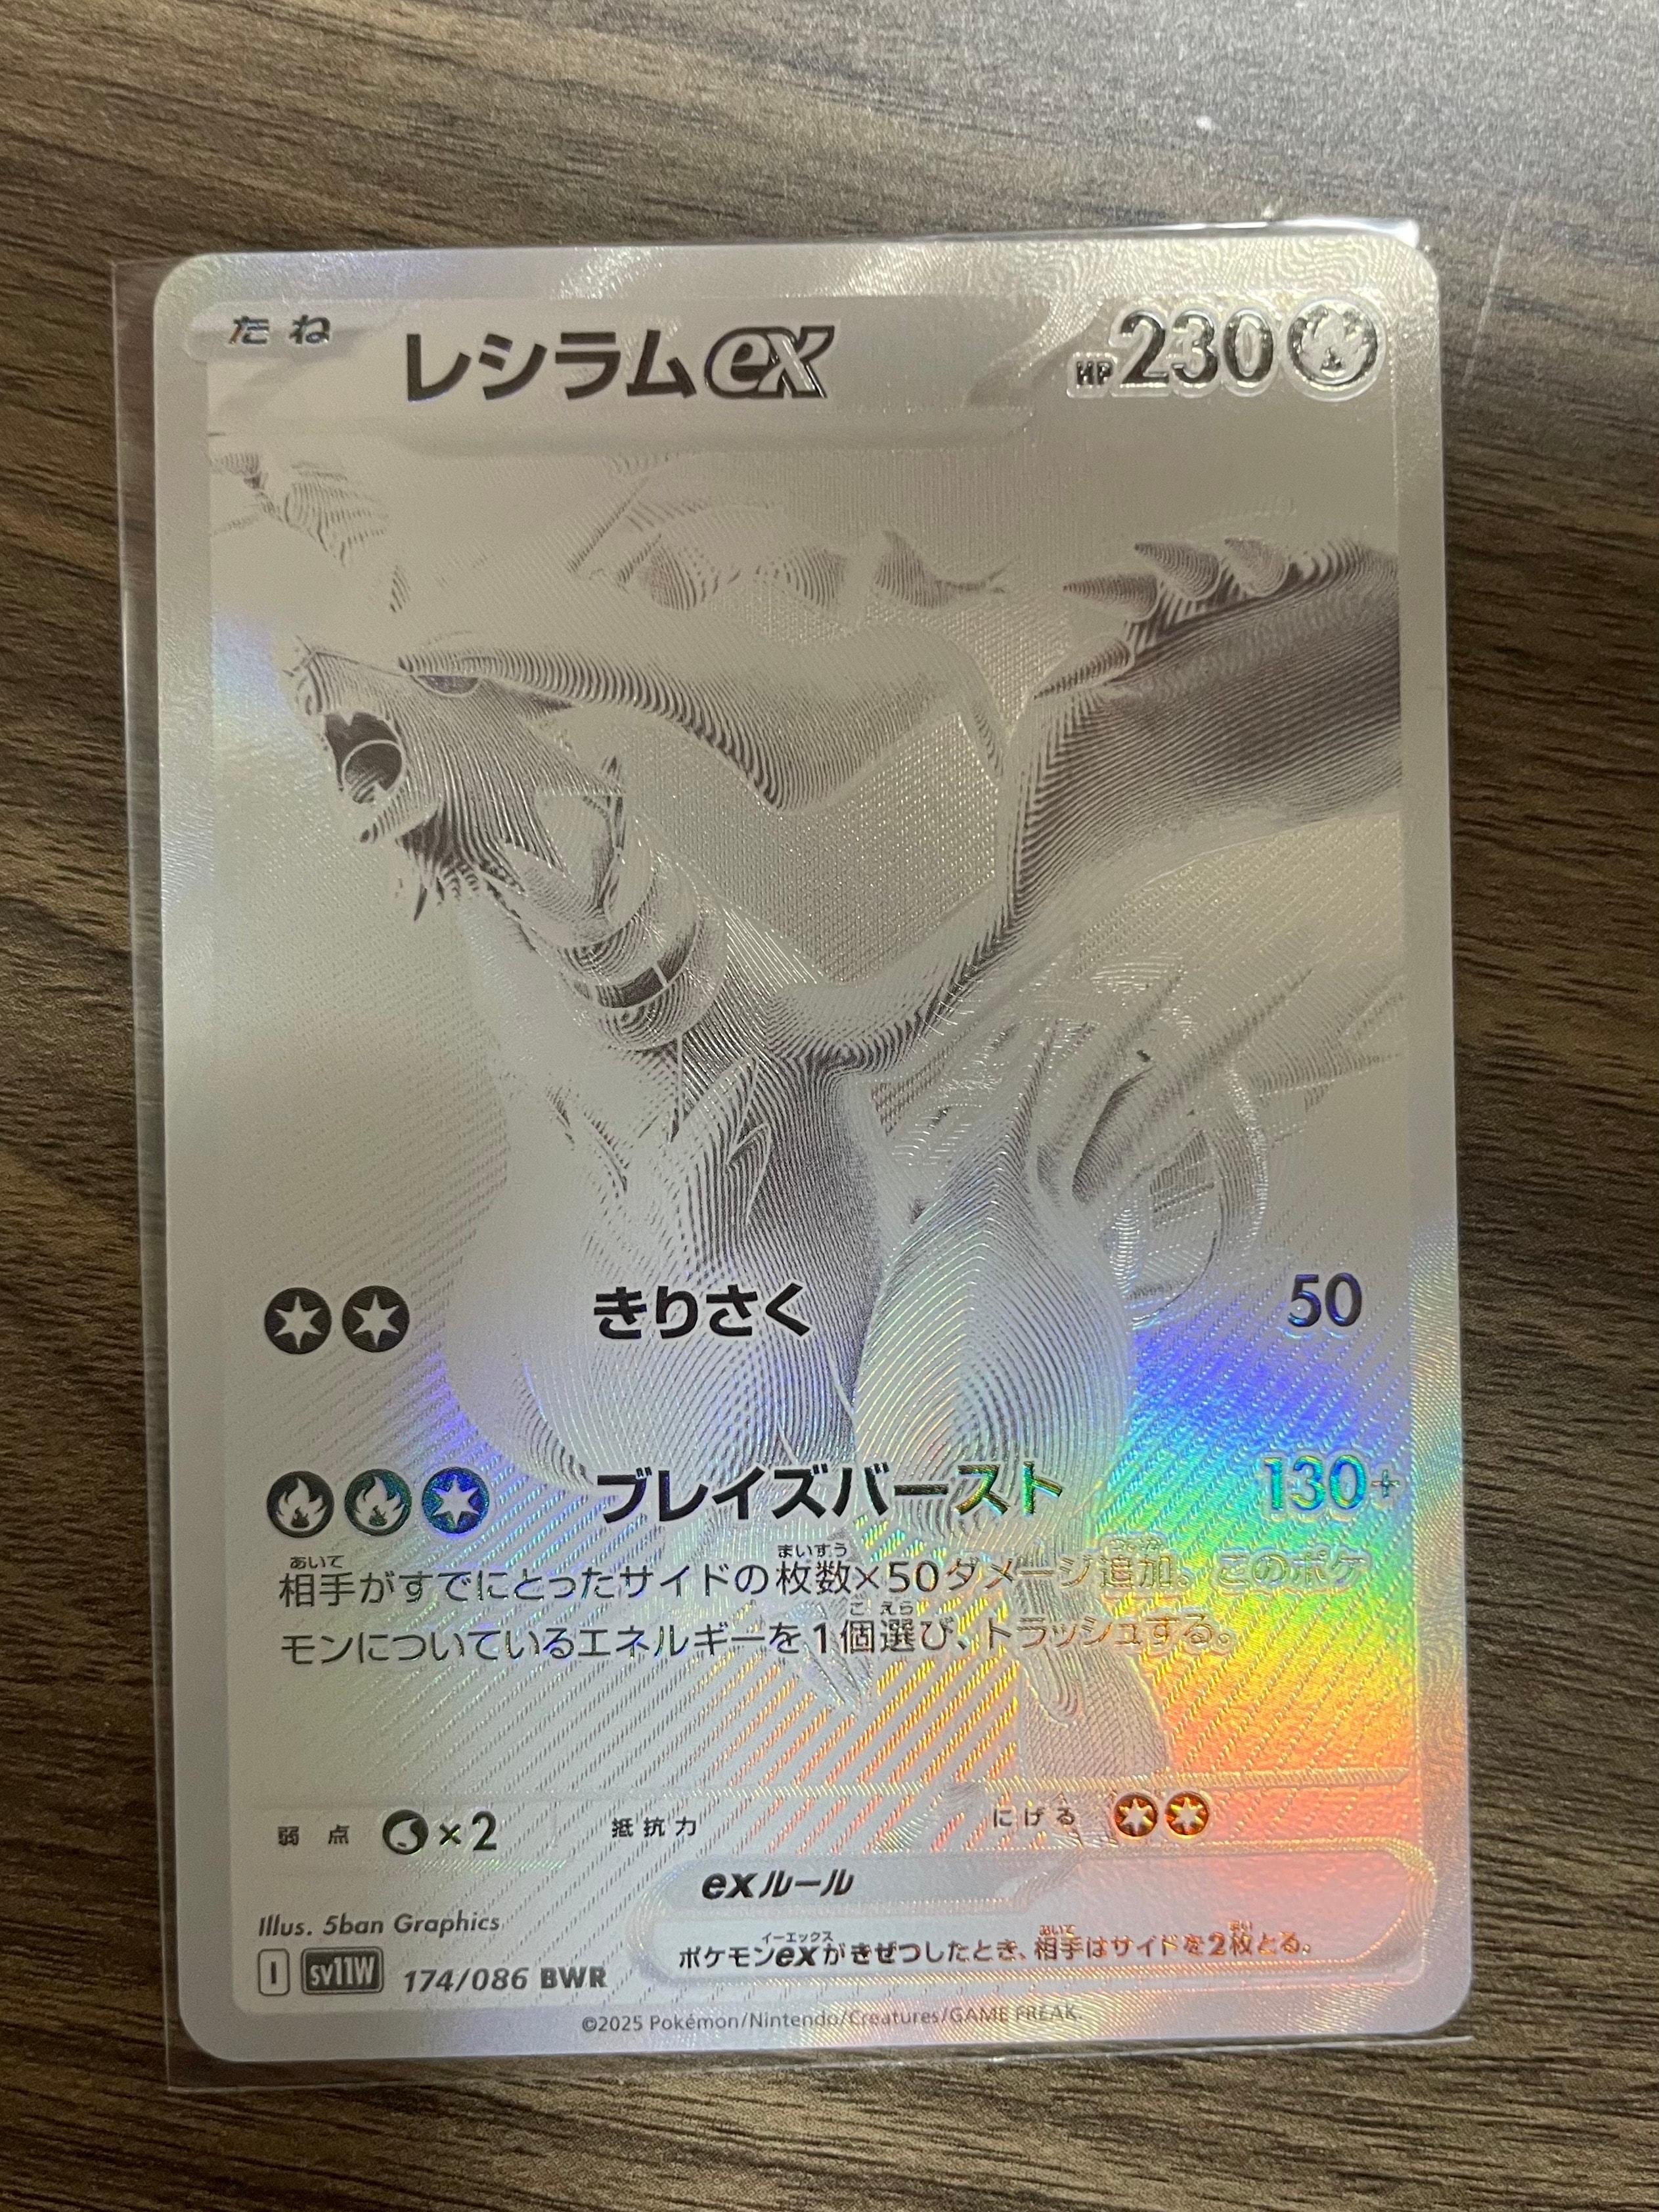 たね レシラムex HP 230
きりさく 50
ブレイズバースト 130+
相手がすでにとったサイドの枚数×50ダメージ追加。このポケ
モンについているエネルギーを1個選び、トラッシュする。
弱点 ×2 抵抗力 にげる
exルール
ポケモンexがきぜつしたとき、相手はサイドを2枚とる。
Illus. 5ban Graphics
I sv11W 174/086 BWR
©2025 Pokémon/Nintendo/Creatures/GAME FREAK.